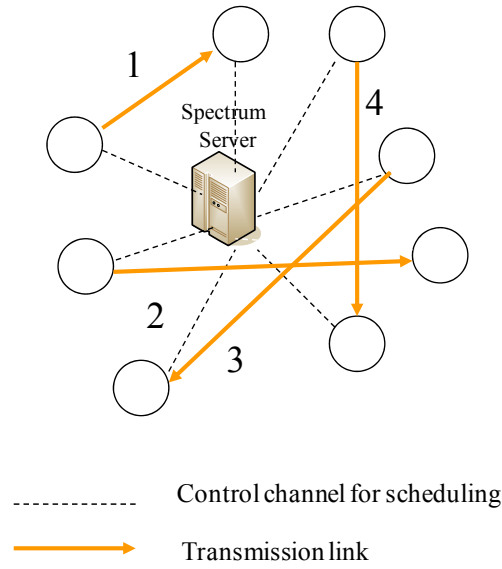 1
4
Spectrum
Server
2
3
Control channel for scheduling
Transmission link